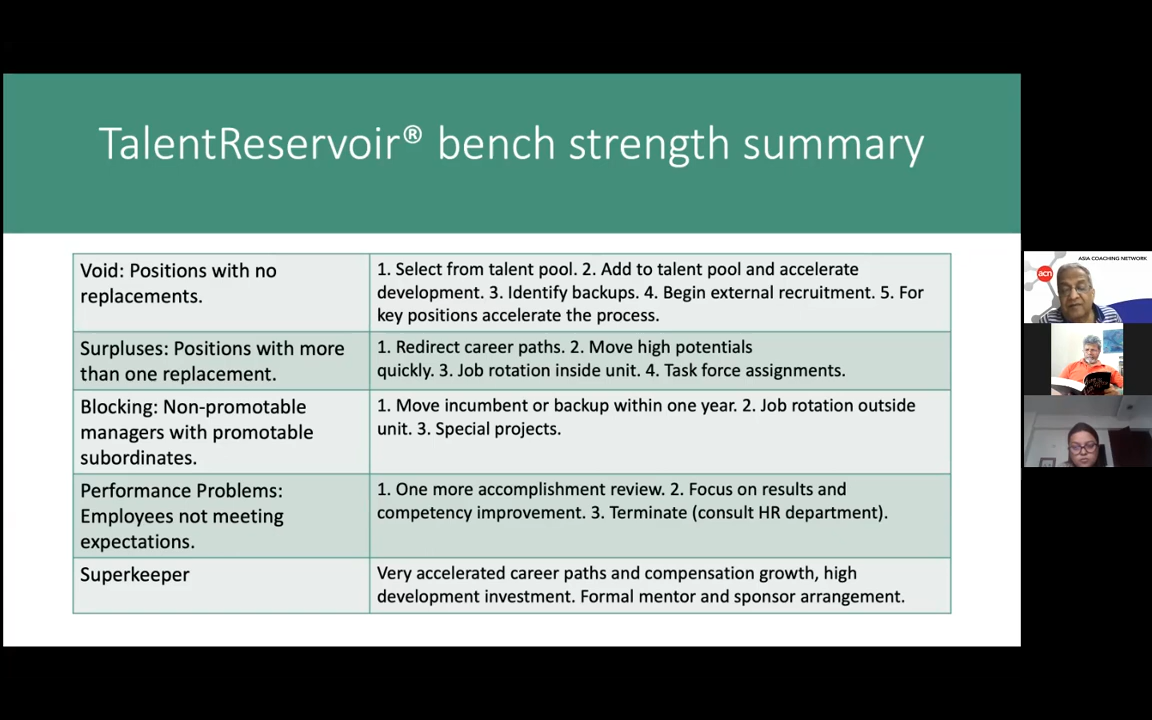 TalentReservoir® bench strength summary
Void: Positions with no
replacements.
1. Select from talent pool. 2. Add to talent pool and accelerate
development. 3. Identify backups. 4. Begin external recruitment. 5. For
key positions accelerate the process.
Surpluses: Positions with more
than one replacement.
1. Redirect career paths. 2. Move high potentials
quickly. 3. Job rotation inside unit. 4. Task force assignments.
Blocking: Non-promotable
managers with promotable
subordinates.
1. Move incumbent or backup within one year. 2. Job rotation outside
unit. 3. Special projects.
Performance Problems:
Employees not meeting
expectations.
1. One more accomplishment review. 2. Focus on results and
competency improvement. 3. Terminate (consult HR department).
Superkeeper
Very accelerated career paths and compensation growth, high
development investment. Formal mentor and sponsor arrangement.
ASIA COACHING NETWORK
acn